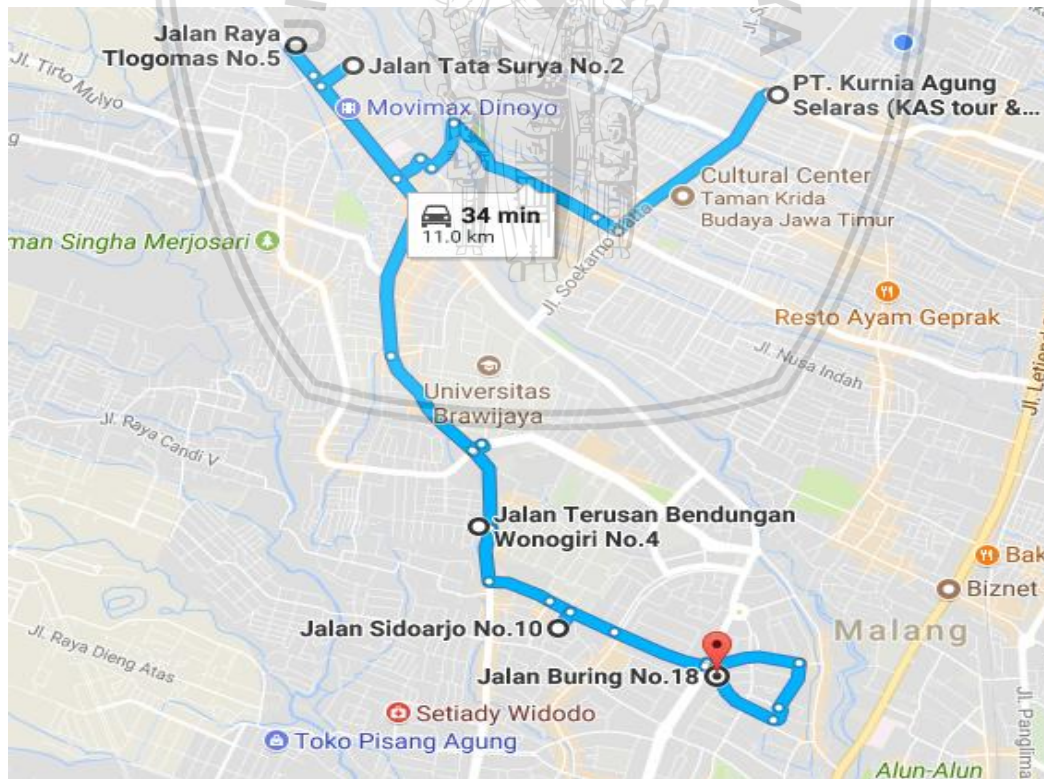 Jalan Raya
Tlogomas No.5
Jl. Tirto Mulyo
Jalan Tata Surya No.2
Movimax Dinoyo
PT. Kurnia Agung
Selaras (KAS tour &...
Cultural Center
Taman Krida
Budaya Jawa Timur
34 min
11.0 km
man Singha Merjosari
Jl. Soekarno Hatta
Resto Ayam Geprak
Jl. Nusa Indah
Universitas
Brawijaya
Jl. Raya Candi V
Jalan Terusan Bendungan
Wonogiri No.4
Bak
Biznet
Jalan Sidoarjo No.10
Malang
Jl. Raya Dieng Atas
Jalan Buring No.18
Setiady Widodo
Toko Pisang Agung
Jl. Panglima
Alun-Alun